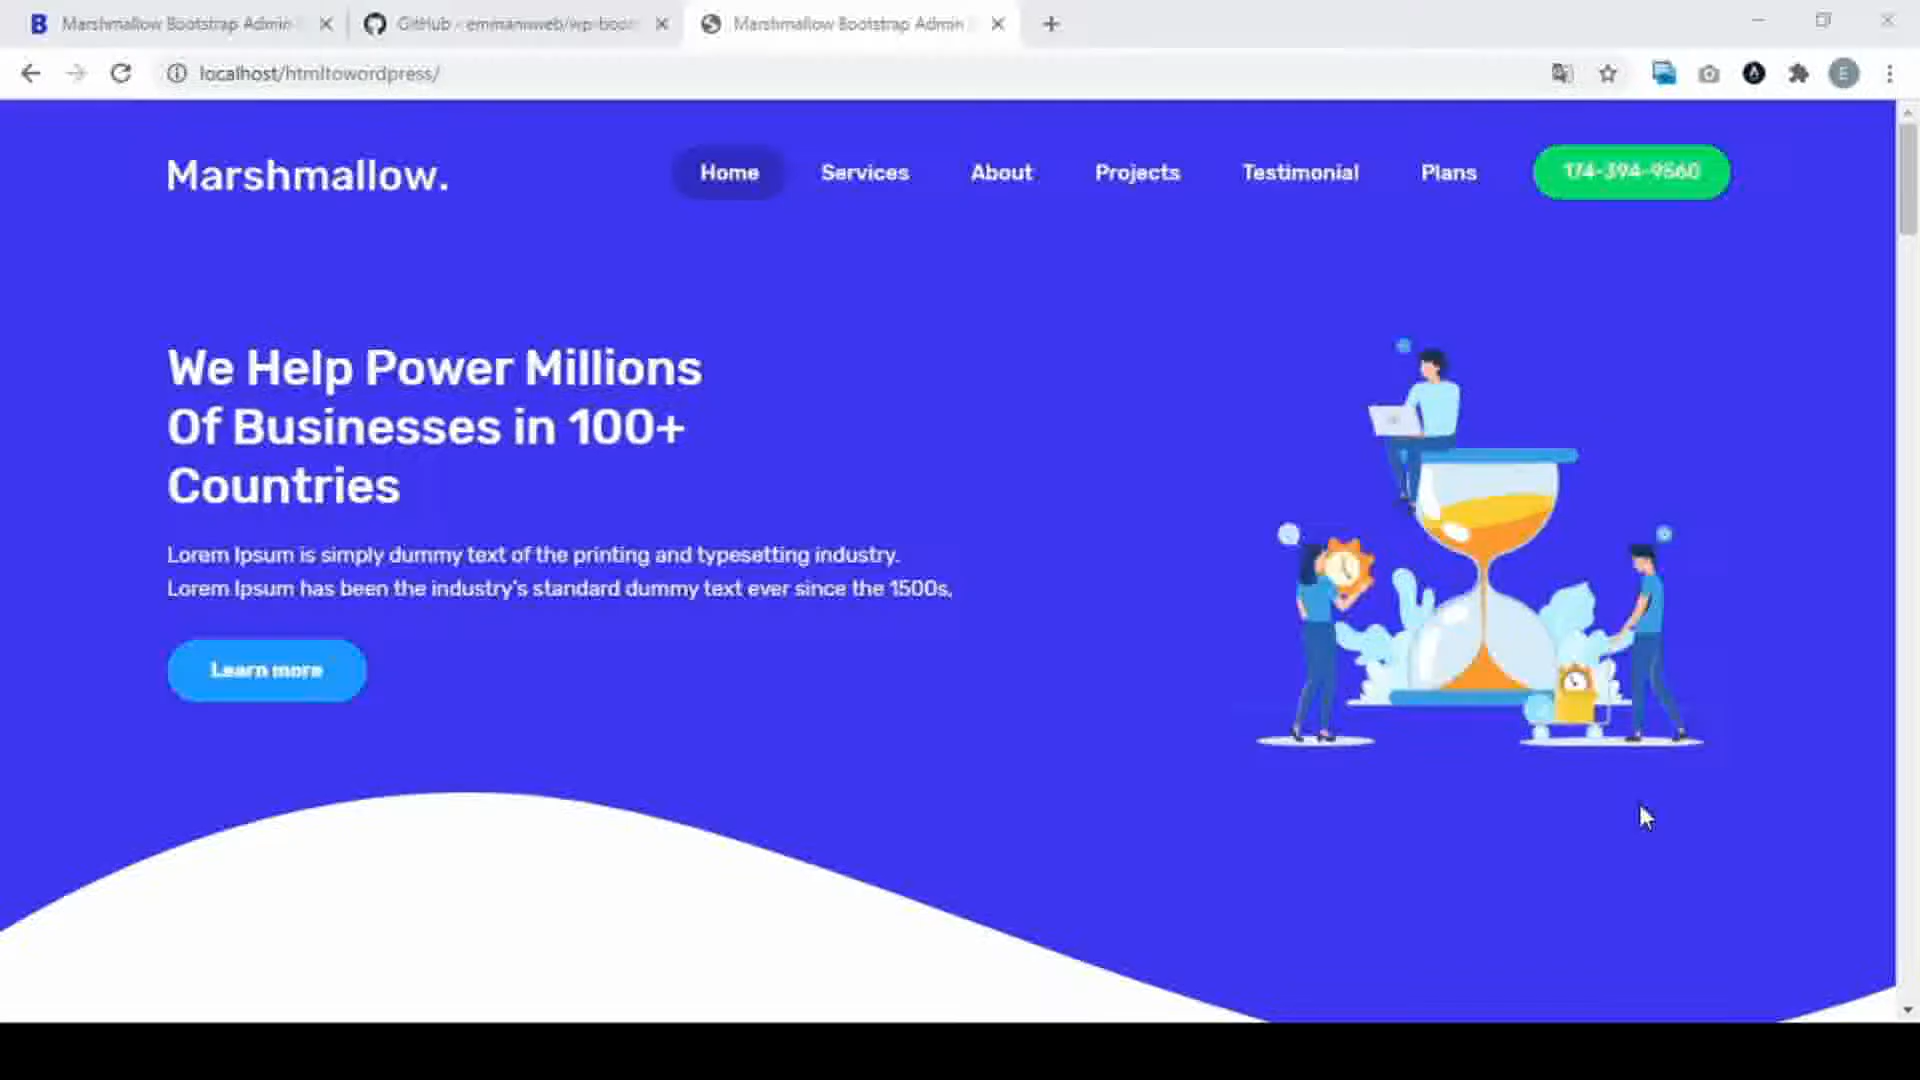 Marshmallow Bootstrap Admin
GitHub - emmanuweb/wp-boot
Marshmallow Bootstrap Admin
localhost/htmltowordpress/
E
Marshmallow.
Home
Services
About
Projects
Testimonial
Plans
174-394-9560
We Help Power Millions
Of Businesses in 100+
Countries
Lorem Ipsum is simply dummy text of the printing and typesetting industry.
Lorem Ipsum has been the industry's standard dummy text ever since the 1500s,
Learn more